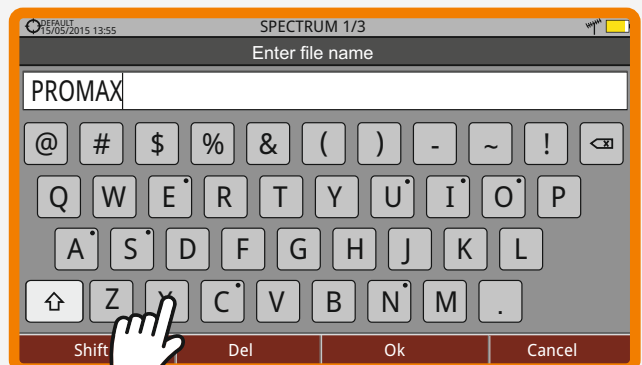 DEFAULT
15/05/2015 13:55
SPECTRUM 1/3
Enter file name
PROMAX
@ # $ % & ( ) - ~ !
Q W E R T Y U I O P
A S D F G H J K L
Z X C V B N M .
Shift Del Ok Cancel